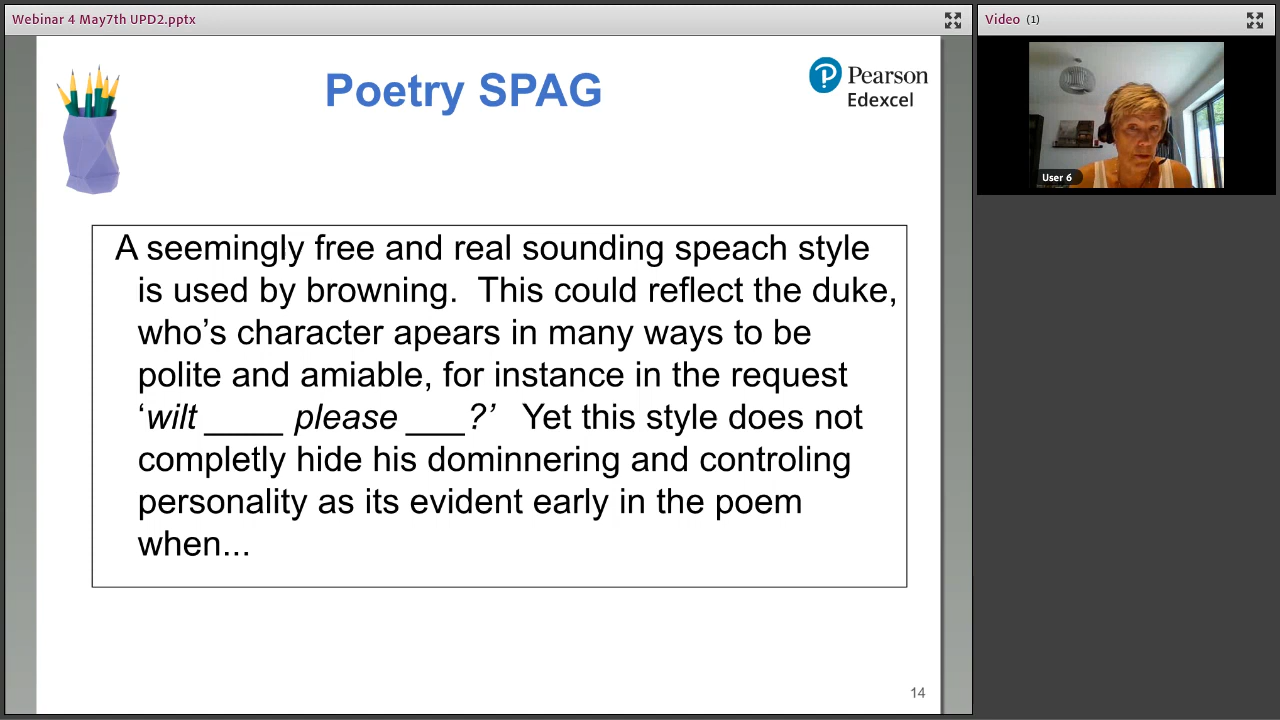 Webinar 4 May7th UPD2.pptx
Video (1)
Poetry SPAG
Pearson
Edexcel
User 6
A seemingly free and real sounding speach style
is used by browning.  This could reflect the duke,
who’s character apears in many ways to be
polite and amiable, for instance in the request
‘wilt ____ please ___?’   Yet this style does not
completly hide his dominnering and controling
personality as its evident early in the poem
when...
14